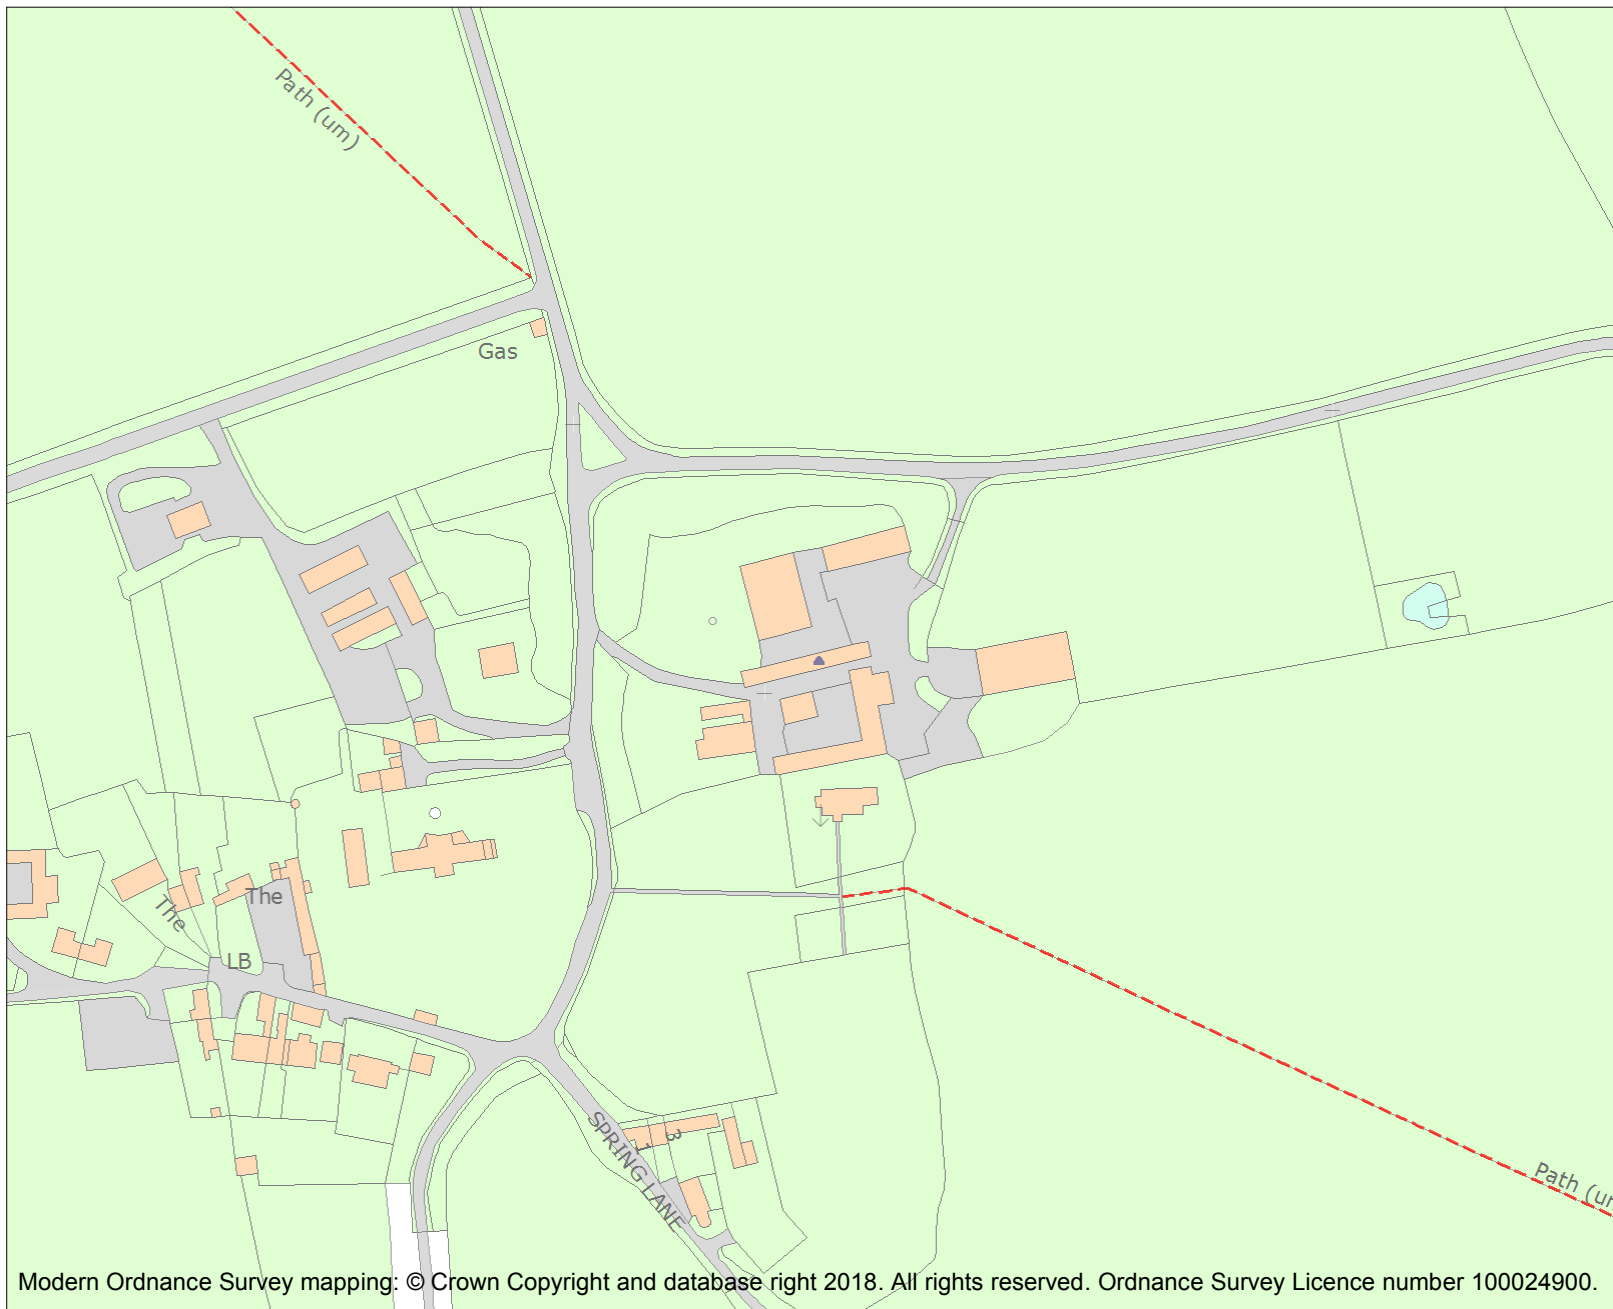 Path (um)
Gas
The
The
LB
3
1
SPRING LANE
Path (ur
Modern Ordnance Survey mapping: © Crown Copyright and database right 2018. All rights reserved. Ordnance Survey Licence number 100024900.